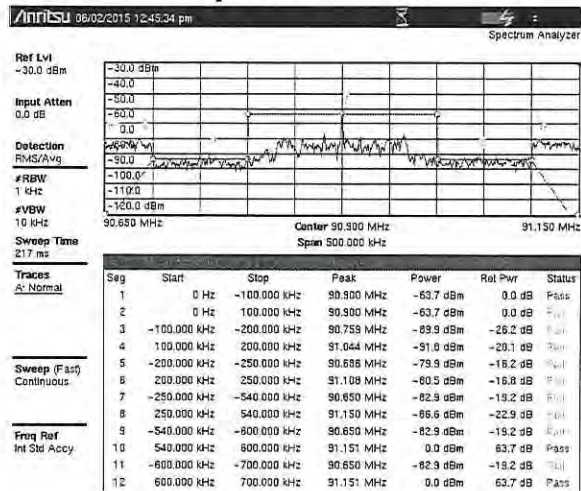 Anritsu 06/02/2015 12:45:34 pm
Spectrum Analyzer
Ref Lvl
-30.0 dBm
Input Atten
0.0 dB
Detection
RMS/Avg
#RBW
1 kHz
#VBW
10 kHz
Sweep Time
217 ms
Traces
A: Normal
Sweep (Fast)
Continuous
Freq Ref
Int Std Accy
-30.0 dBm
-40.0
-50.0
-60.0
-90.0
-100.0
-110.0
-120.0 dBm
90.650 MHz Center 90.900 MHz 91.150 MHz
Span 500.000 kHz
Seg Start Stop Peak Power Rel Pwr Status
1 0 Hz -100.000 kHz 90.900 MHz -63.7 dBm 0.0 dB Pass
2 0 Hz 100.000 kHz 90.900 MHz -63.7 dBm 0.0 dB
3 -100.000 kHz -200.000 kHz 90.759 MHz -89.9 dBm -26.2 dB
4 100.000 kHz 200.000 kHz 91.044 MHz -91.8 dBm -28.1 dB
5 -200.000 kHz -250.000 kHz 90.686 MHz -79.9 dBm -16.2 dB
6 200.000 kHz 250.000 kHz 91.108 MHz -80.5 dBm -16.8 dB
7 -250.000 kHz -540.000 kHz 90.650 MHz -82.9 dBm -19.2 dB
8 250.000 kHz 540.000 kHz 91.150 MHz -86.6 dBm -22.9 dB
9 -540.000 kHz -600.000 kHz 90.650 MHz -82.9 dBm -19.2 dB
10 540.000 kHz 600.000 kHz 91.151 MHz 0.0 dBm 63.7 dB Pass
11 -600.000 kHz -700.000 kHz 90.650 MHz -82.9 dBm -19.2 dB
12 600.000 kHz 700.000 kHz 91.151 MHz 0.0 dBm 63.7 dB Pass